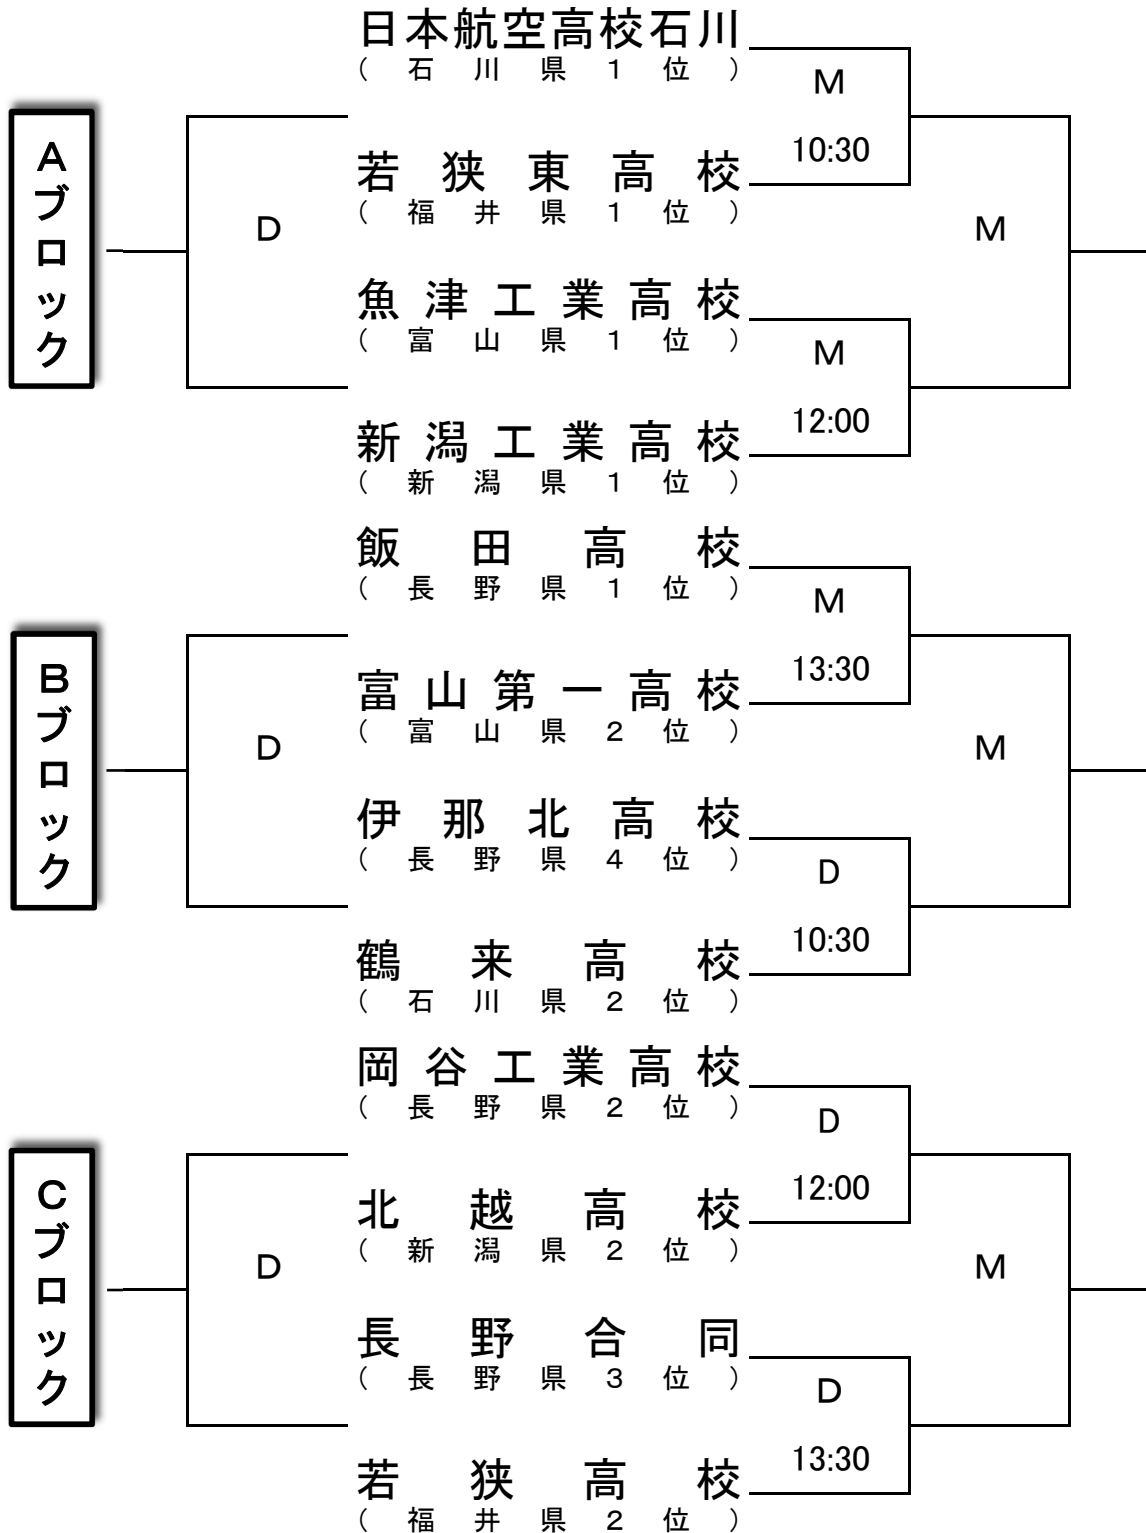 Aブロック
日本航空高校石川
(石川県1位)
M
10:30
若狭東高校
(福井県1位)
D
M
魚津工業高校
(富山県1位)
M
12:00
新潟工業高校
(新潟県1位)
Bブロック
飯田高校
(長野県1位)
M
13:30
富山第一高校
(富山県2位)
D
M
伊那北高校
(長野県4位)
D
10:30
鶴来高校
(石川県2位)
Cブロック
岡谷工業高校
(長野県2位)
D
12:00
北越高校
(新潟県2位)
D
M
長野合同
(長野県3位)
D
13:30
若狭高校
(福井県2位)